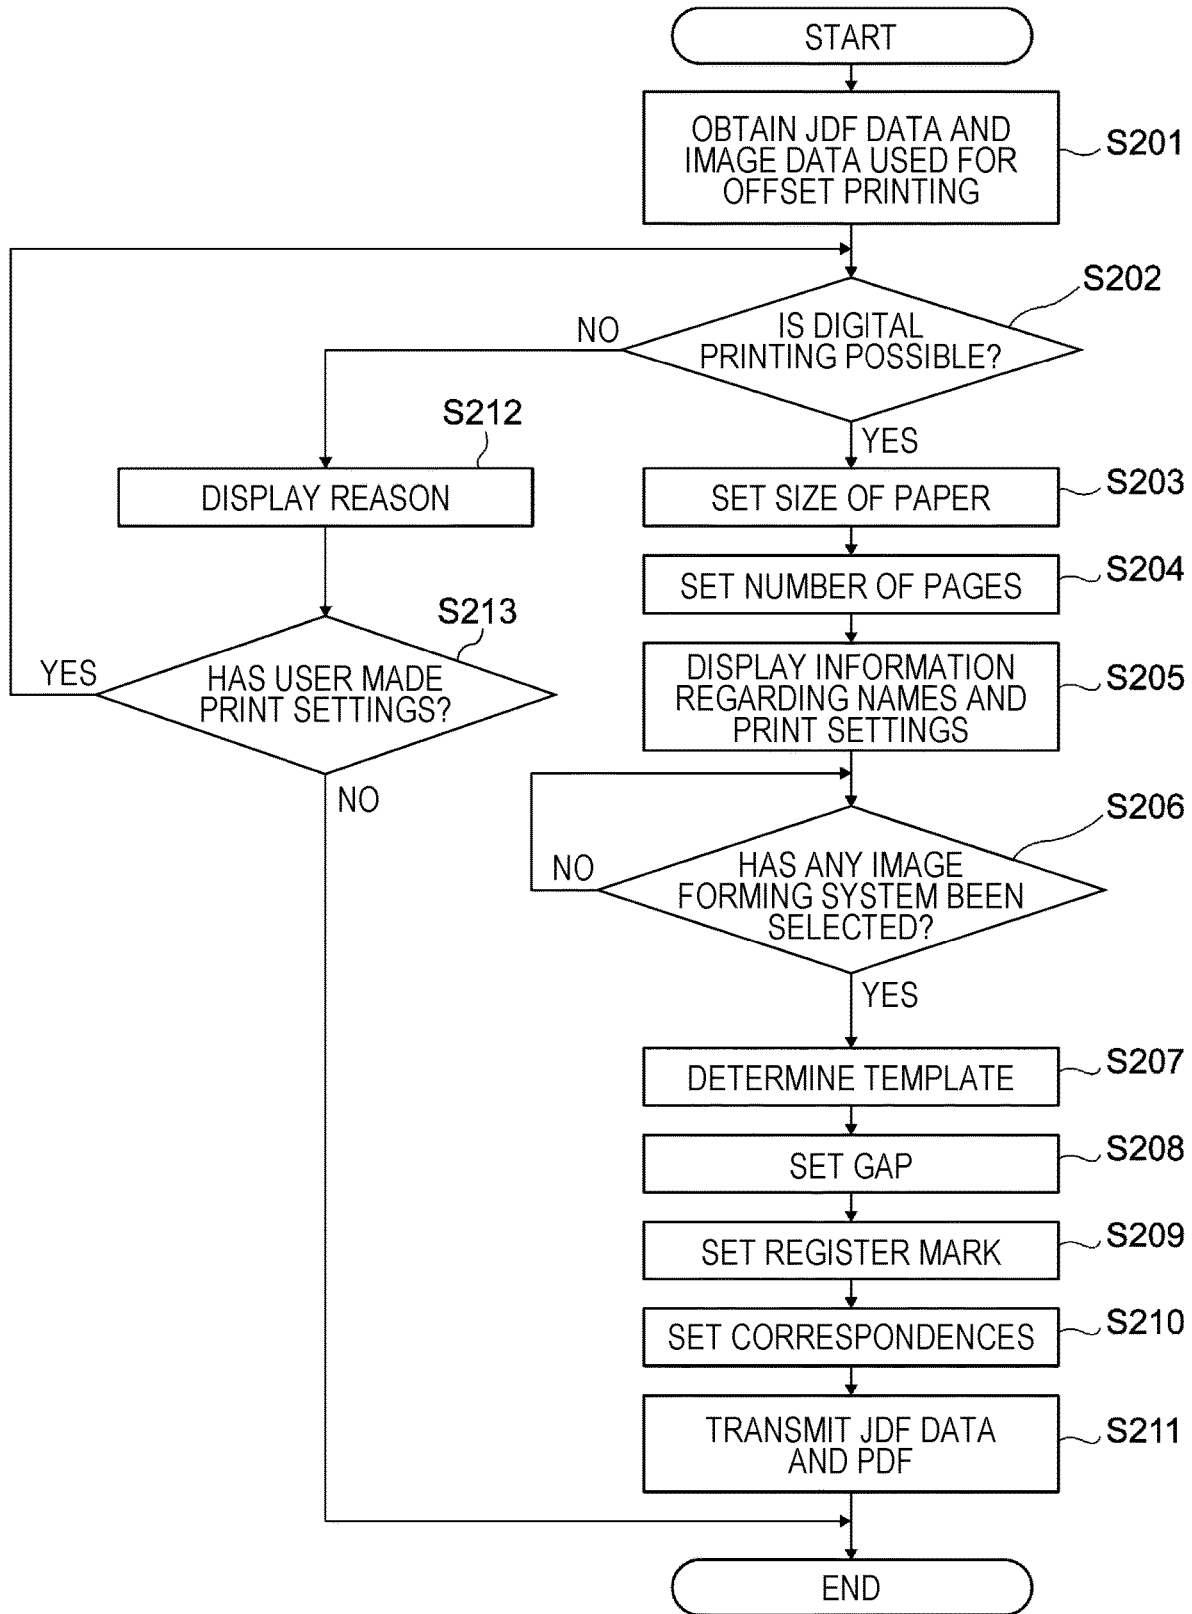 START
OBTAIN JDF DATA AND
IMAGE DATA USED FOR
OFFSET PRINTING
S201
S202
IS DIGITAL
PRINTING POSSIBLE?
NO
YES
S212
DISPLAY REASON
SET SIZE OF PAPER
S203
SET NUMBER OF PAGES
S204
S213
HAS USER MADE
PRINT SETTINGS?
YES
NO
DISPLAY INFORMATION
REGARDING NAMES AND
PRINT SETTINGS
S205
S206
HAS ANY IMAGE
FORMING SYSTEM BEEN
SELECTED?
NO
YES
DETERMINE TEMPLATE
S207
SET GAP
S208
SET REGISTER MARK
S209
SET CORRESPONDENCES
S210
TRANSMIT JDF DATA
AND PDF
S211
END